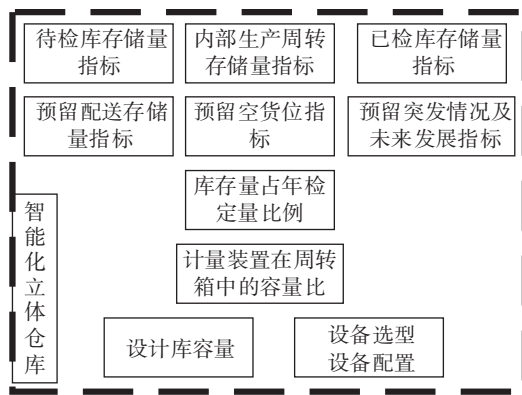 待检库存储量
指标
内部生产周转
存储量指标
已检库存储量
指标
预留配送存储
量指标
预留空货位指
标
预留突发情况及
未来发展指标
库存量占年检
定量比例
智
能
化
立
体
仓
库
计量装置在周转
箱中的容量比
设计库容量
设备选型
设备配置